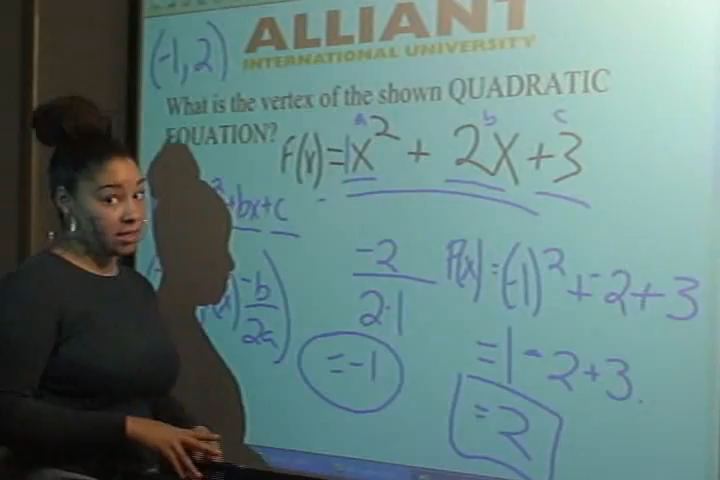 ALLIANT
INTERNATIONAL UNIVERSITY
(-1, 2)
What is the vertex of the shown QUADRATIC
EQUATION?
a b c
F(x)=1x² + 2x + 3
²+bx+c
-b
2a
-2
2·1
=-1
F(x)=(-1)²+-2+3
=1-2+3.
=2